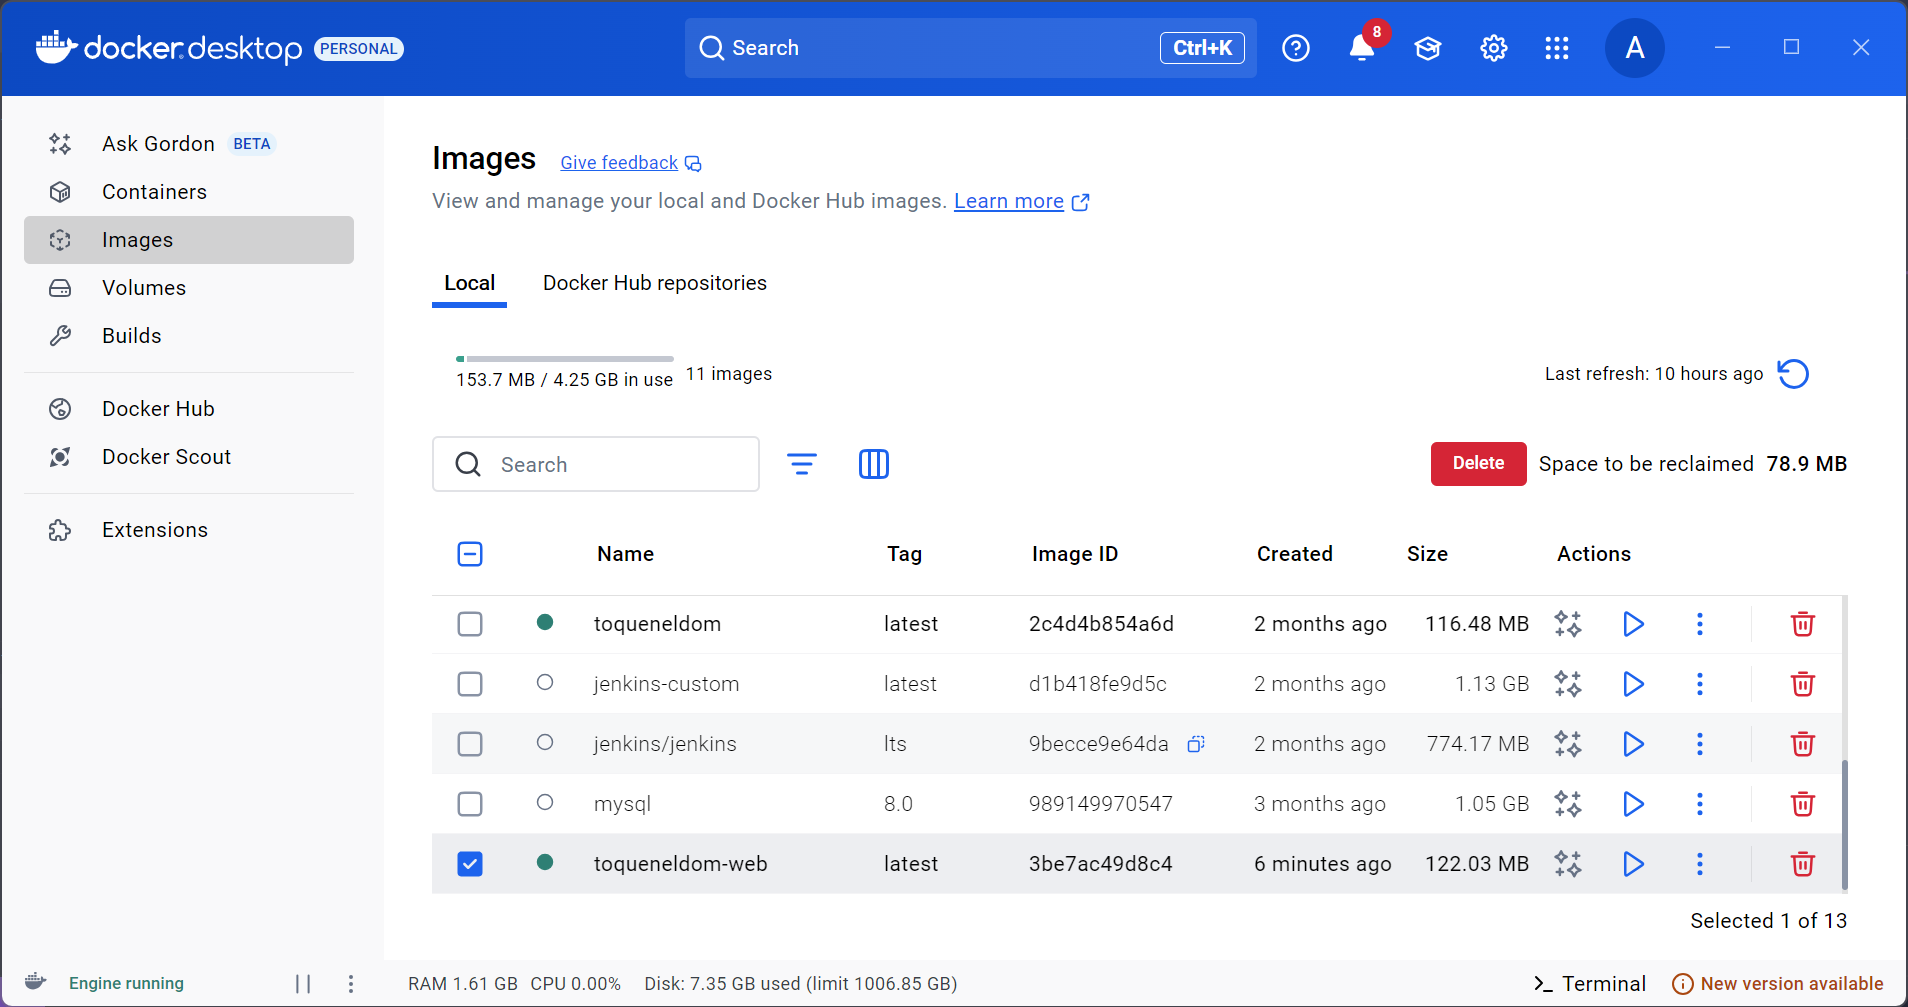 docker.desktop PERSONAL
Search Ctrl+K 8 A
Ask Gordon BETA
Containers
Images
Volumes
Builds
Docker Hub
Docker Scout
Extensions
Images Give feedback
View and manage your local and Docker Hub images. Learn more
Local Docker Hub repositories
153.7 MB / 4.25 GB in use 11 images
Last refresh: 10 hours ago
Search
Delete Space to be reclaimed 78.9 MB
Name Tag Image ID Created Size Actions
toqueneldom latest 2c4d4b854a6d 2 months ago 116.48 MB
jenkins-custom latest d1b418fe9d5c 2 months ago 1.13 GB
jenkins/jenkins lts 9becce9e64da 2 months ago 774.17 MB
mysql 8.0 989149970547 3 months ago 1.05 GB
toqueneldom-web latest 3be7ac49d8c4 6 minutes ago 122.03 MB
Selected 1 of 13
Engine running RAM 1.61 GB CPU 0.00% Disk: 7.35 GB used (limit 1006.85 GB) Terminal New version available